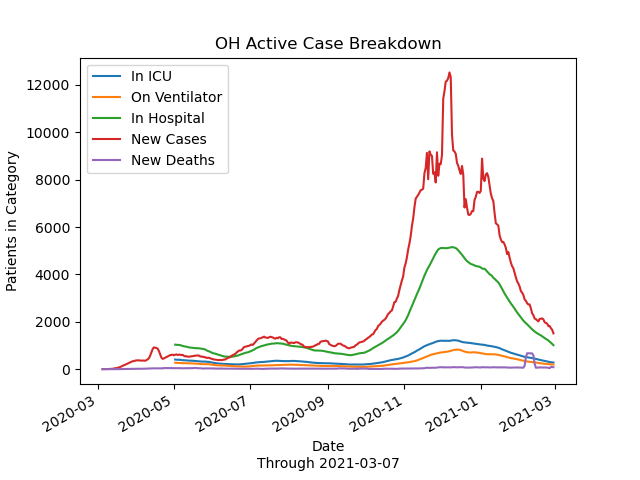 OH Active Case Breakdown
In ICU
On Ventilator
In Hospital
New Cases
New Deaths
Patients in Category
12000
10000
8000
6000
4000
2000
0
2020-03
2020-05
2020-07
2020-09
2020-11
2021-01
2021-03
Date
Through 2021-03-07